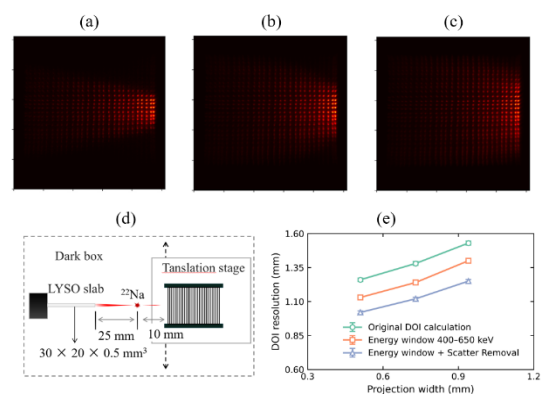 (a)
(b)
(c)
(d)
Dark box
LYSO slab
²²Na
Tanslation stage
25 mm
10 mm
30 × 20 × 0.5 mm³
(e)
DOI resolution (mm)
1.60
1.35
1.10
0.85
0.60
Original DOI calculation
Energy window 400–650 keV
Energy window + Scatter Removal
0.3
0.6
0.9
1.2
Projection width (mm)